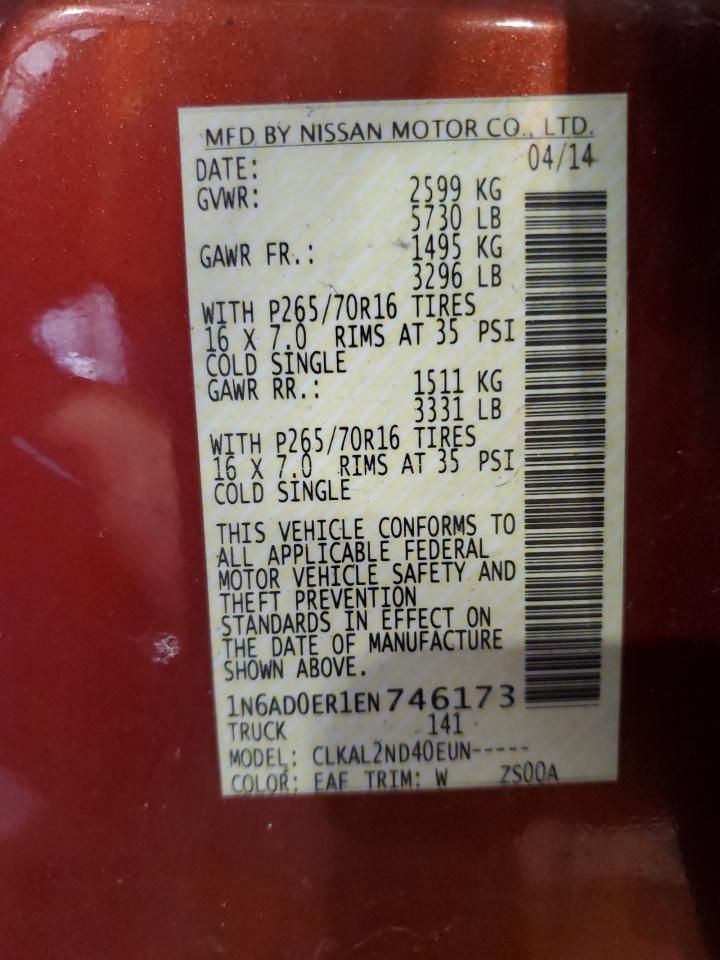 MFD BY NISSAN MOTOR CO., LTD.
DATE: 04/14
GVWR: 2599 KG
5730 LB
GAWR FR.: 1495 KG
3296 LB
WITH P265/70R16 TIRES
16 X 7.0 RIMS AT 35 PSI
COLD SINGLE
GAWR RR.: 1511 KG
3331 LB
WITH P265/70R16 TIRES
16 X 7.0 RIMS AT 35 PSI
COLD SINGLE
THIS VEHICLE CONFORMS TO
ALL APPLICABLE FEDERAL
MOTOR VEHICLE SAFETY AND
THEFT PREVENTION
STANDARDS IN EFFECT ON
THE DATE OF MANUFACTURE
SHOWN ABOVE.
1N6AD0ER1EN746173
TRUCK 141
MODEL: CLKAL2ND40EUN-----
COLOR: EAF TRIM: W ZS00A